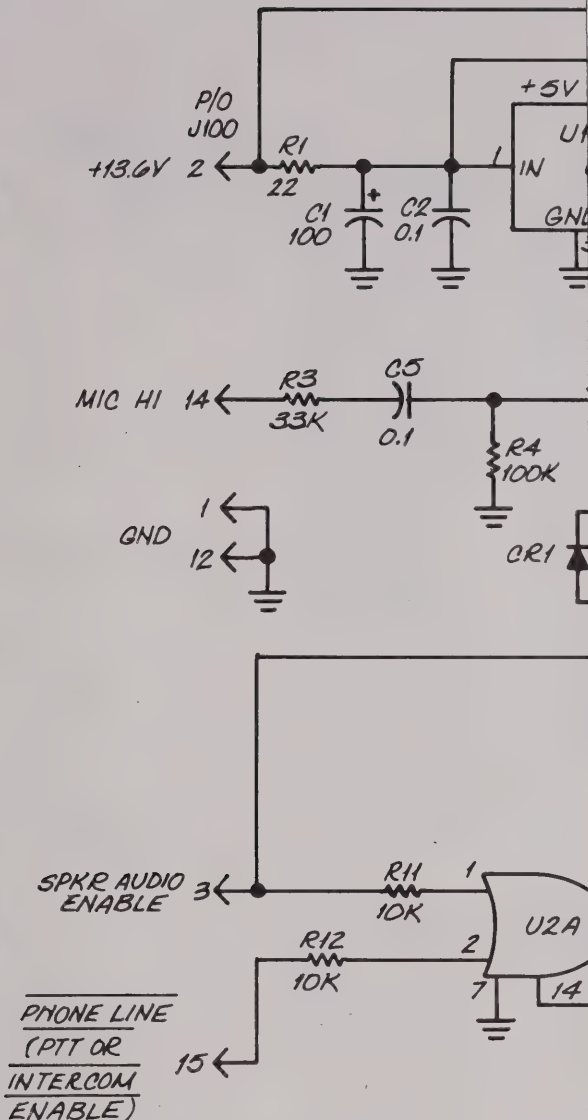 P/O
J100
+5V
+13.6V 2
R1
22
1
IN
C1
100
+
C2
0.1
GND
MIC HI 14
R3
33K
C5
0.1
R4
100K
1
GND
12
CR1
SPKR AUDIO
ENABLE
3
R11
10K
1
U2A
R12
10K
2
7
14
PHONE LINE
(PTT OR
INTERCOM
ENABLE)
15